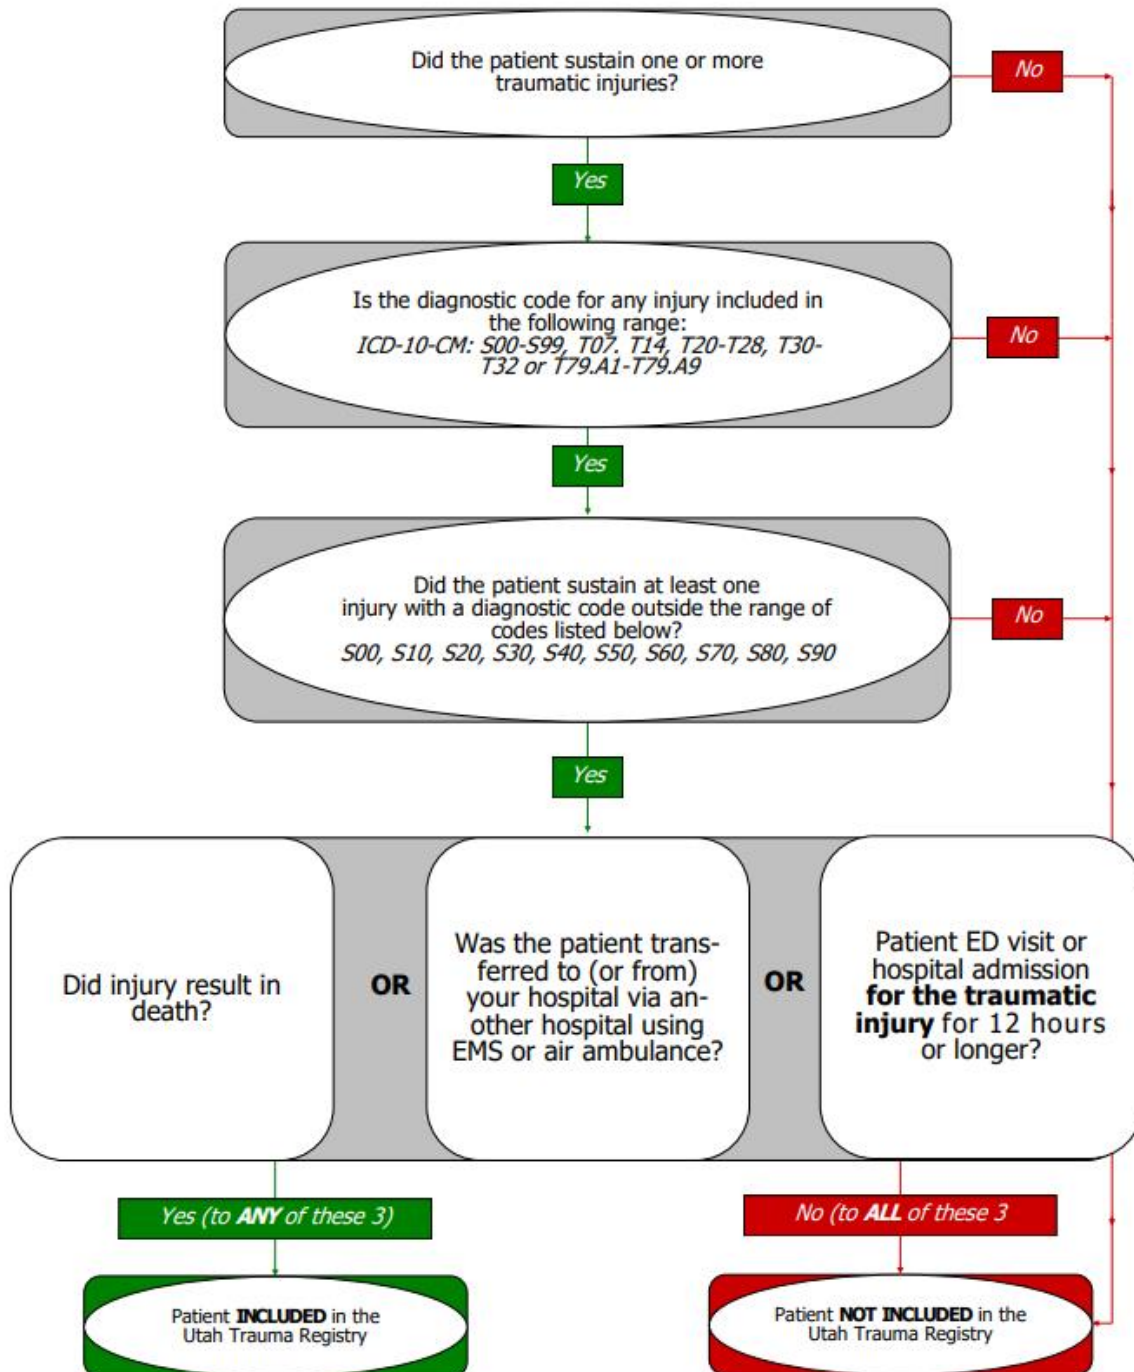 Did the patient sustain one or more
traumatic injuries?
No
Yes
Is the diagnostic code for any injury included in
the following range:
ICD-10-CM: S00-S99, T07. T14, T20-T28, T30-
T32 or T79.A1-T79.A9
No
Yes
Did the patient sustain at least one
injury with a diagnostic code outside the range of
codes listed below?
S00, S10, S20, S30, S40, S50, S60, S70, S80, S90
No
Yes
Did injury result in
death?
OR
Was the patient trans-
ferred to (or from)
your hospital via an-
other hospital using
EMS or air ambulance?
OR
Patient ED visit or
hospital admission
for the traumatic
injury for 12 hours
or longer?
Yes (to ANY of these 3)
No (to ALL of these 3
Patient INCLUDED in the
Utah Trauma Registry
Patient NOT INCLUDED in the
Utah Trauma Registry